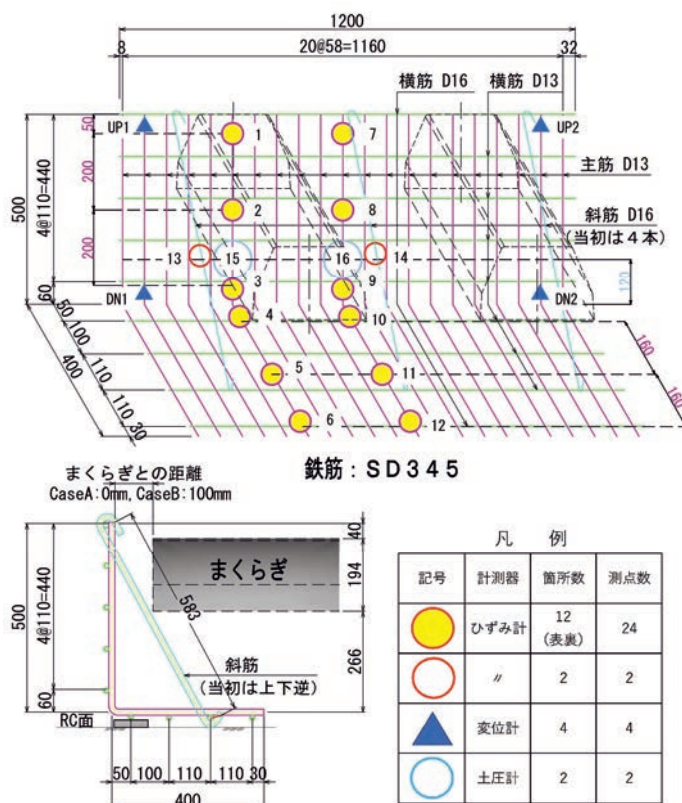 1200
8
20@58=1160
32
横筋 D16
横筋 D13
50
UP1
1
7
UP2
200
主筋 D13
500
4@110=440
2
8
斜筋 D16
(当初は4本)
200
13
15
16
14
120
60
DN1
3
9
DN2
50
4
10
100
400
110
5
11
160
110
160
30
6
12
鉄筋:SD345
まくらぎとの距離
CaseA:0mm,CaseB:100mm
40
まくらぎ
194
500
4@110=440
583
斜筋
(当初は上下逆)
266
60
RC面
50 100 110 110 30
400
凡 例
記号 計測器 箇所数 測点数
ひずみ計 12(表裏) 24
〃 2 2
変位計 4 4
土圧計 2 2